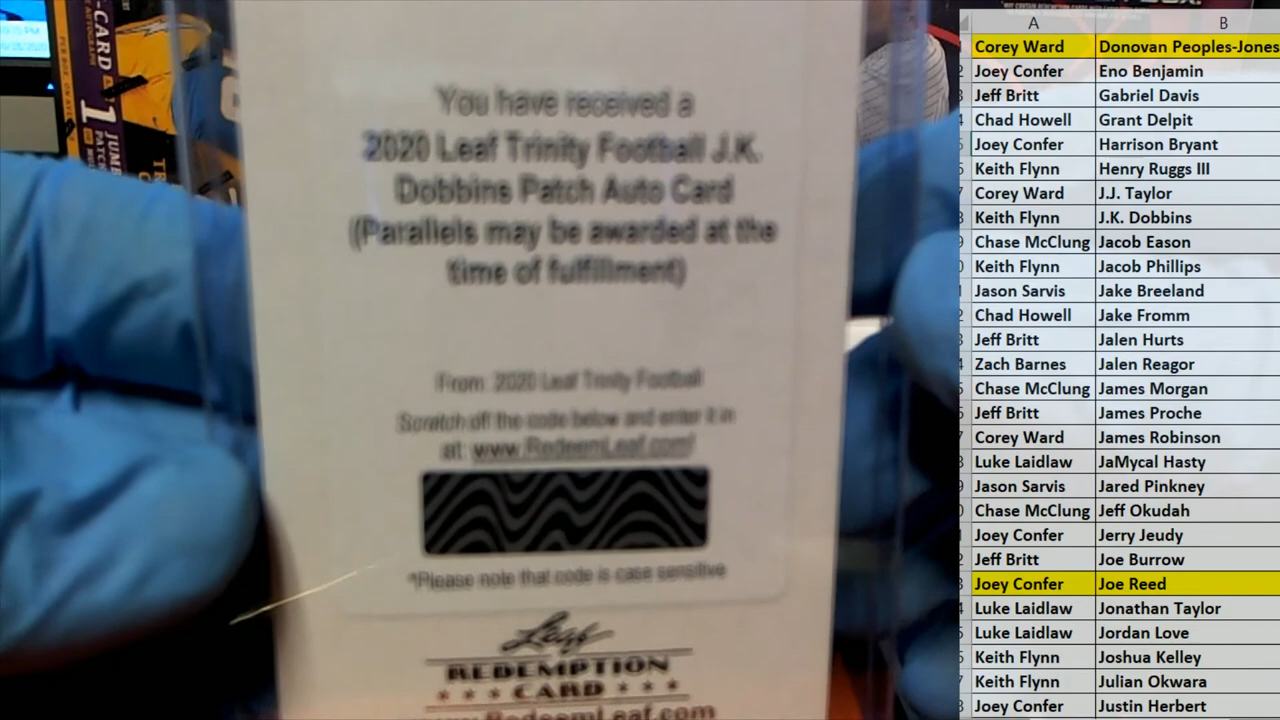 You have received a
2020 Leaf Trinity Football J.K.
Dobbins Patch Auto Card
(Parallels may be awarded at the
time of fulfillment)
From: 2020 Leaf Trinity Football
Scratch off the code below and enter it in
at: www.RedeemLeaf.com/
*Please note that code is case sensitive
Leaf
REDEMPTION
CARD
www.RedeemLeaf.com
-CARD
1
JUMB
A B
Corey Ward Donovan Peoples-Jones
Joey Confer Eno Benjamin
Jeff Britt Gabriel Davis
Chad Howell Grant Delpit
Joey Confer Harrison Bryant
Keith Flynn Henry Ruggs III
Corey Ward J.J. Taylor
Keith Flynn J.K. Dobbins
Chase McClung Jacob Eason
Keith Flynn Jacob Phillips
Jason Sarvis Jake Breeland
Chad Howell Jake Fromm
Jeff Britt Jalen Hurts
Zach Barnes Jalen Reagor
Chase McClung James Morgan
Jeff Britt James Proche
Corey Ward James Robinson
Luke Laidlaw JaMycal Hasty
Jason Sarvis Jared Pinkney
Chase McClung Jeff Okudah
Joey Confer Jerry Jeudy
Jeff Britt Joe Burrow
Joey Confer Joe Reed
Luke Laidlaw Jonathan Taylor
Luke Laidlaw Jordan Love
Keith Flynn Joshua Kelley
Keith Flynn Julian Okwara
Joey Confer Justin Herbert